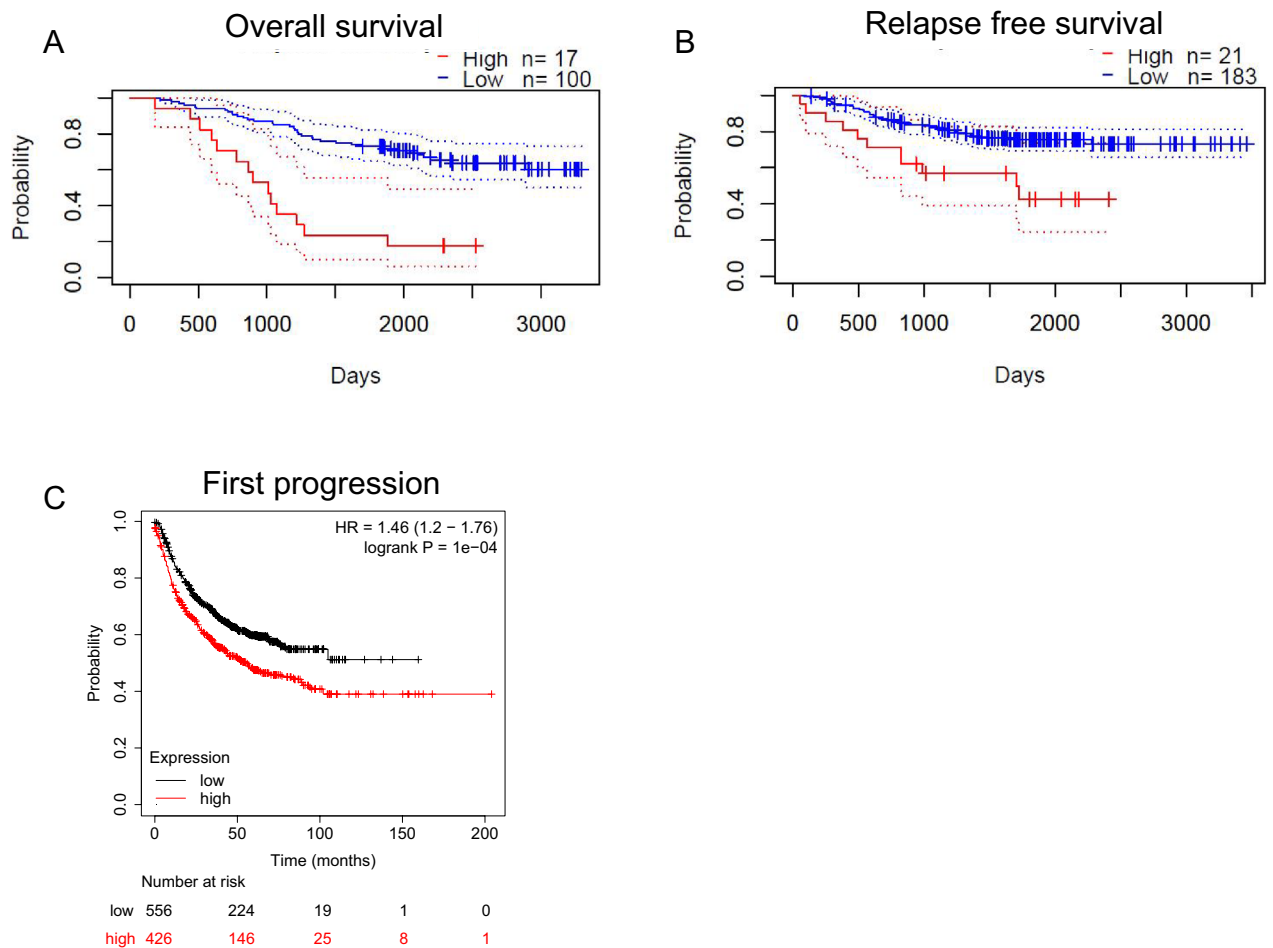 A
Overall survival
High n= 17
Low n= 100
Probability
0.0 0.4 0.8
0 500 1000 2000 3000
Days
B
Relapse free survival
High n= 21
Low n= 183
Probability
0.0 0.4 0.8
0 500 1000 2000 3000
Days
C
First progression
HR = 1.46 (1.2 − 1.76)
logrank P = 1e−04
Probability
0.0 0.2 0.4 0.6 0.8 1.0
Expression
low
high
0 50 100 150 200
Time (months)
Number at risk
low 556 224 19 1 0
high 426 146 25 8 1